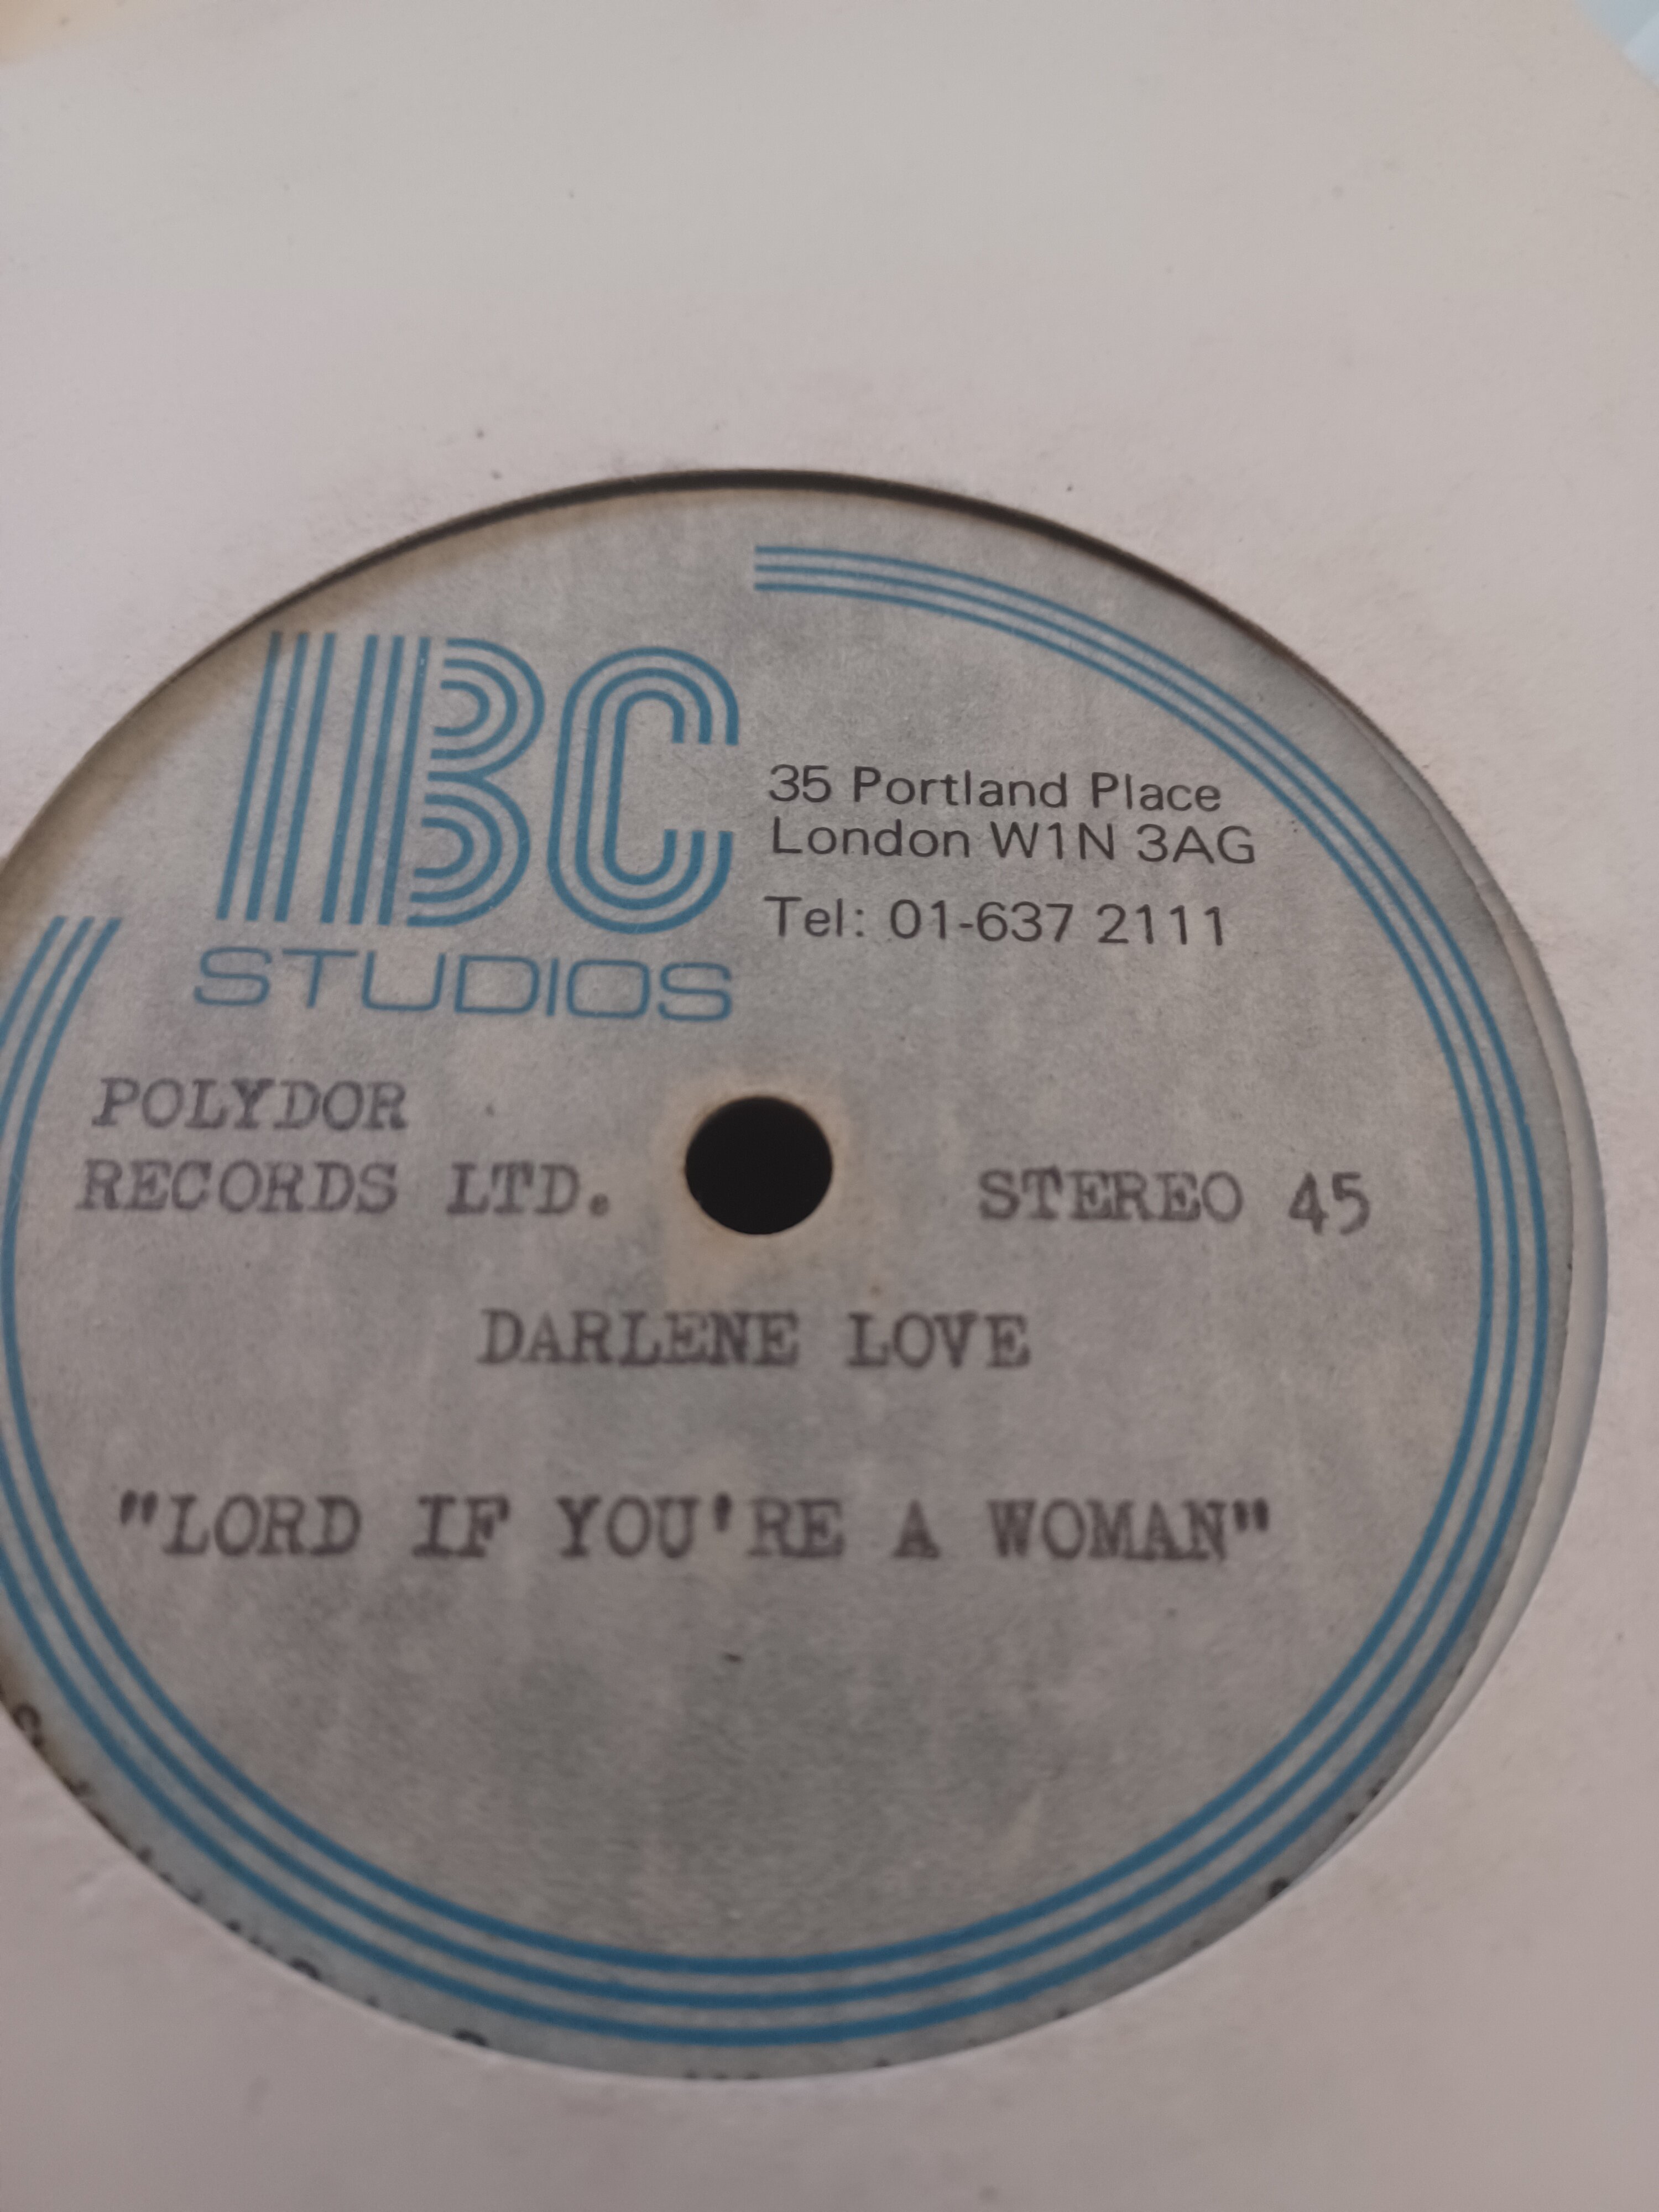 IBC
STUDIOS
35 Portland Place
London W1N 3AG
Tel: 01-637 2111
POLYDOR
RECORDS LTD.
STEREO 45
DARLENE LOVE
"LORD IF YOU'RE A WOMAN"